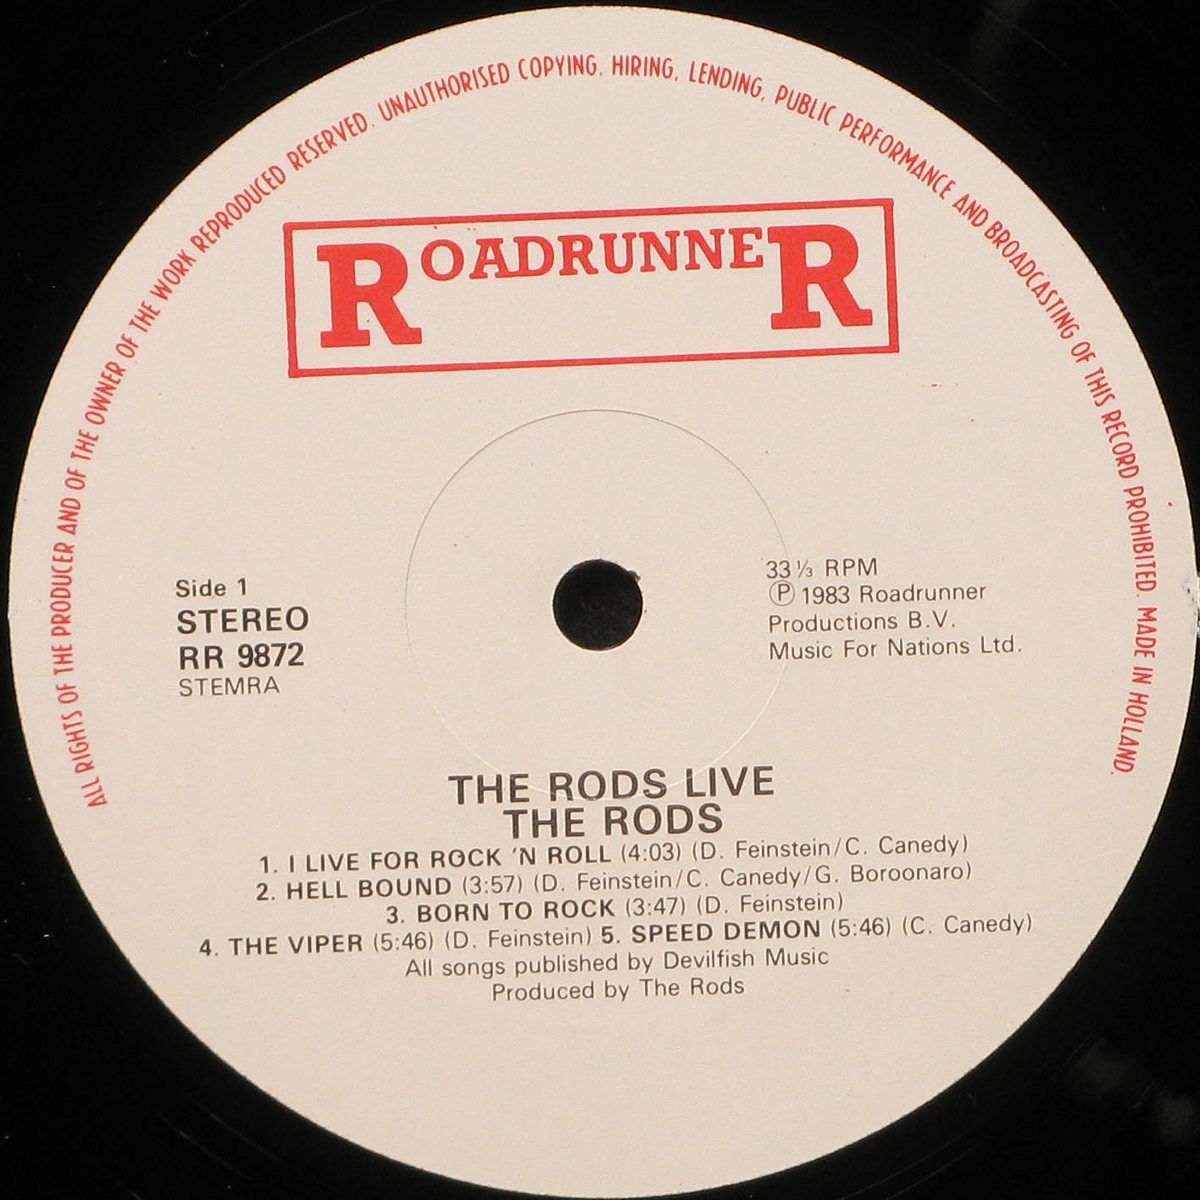 ALL RIGHTS OF THE PRODUCER AND OF THE OWNER OF THE WORK REPRODUCED RESERVED. UNAUTHORISED COPYING, HIRING, LENDING, PUBLIC PERFORMANCE AND BROADCASTING OF THIS RECORD PROHIBITED. MADE IN HOLLAND.
ROADRUNNER
Side 1
STEREO
RR 9872
STEMRA
33⅓ RPM
Ⓟ 1983 Roadrunner
Productions B.V.
Music For Nations Ltd.
THE RODS LIVE
THE RODS
1. I LIVE FOR ROCK 'N ROLL (4:03) (D. Feinstein/C. Canedy)
2. HELL BOUND (3:57) (D. Feinstein/C. Canedy/G. Boroonaro)
3. BORN TO ROCK (3:47) (D. Feinstein)
4. THE VIPER (5:46) (D. Feinstein) 5. SPEED DEMON (5:46) (C. Canedy)
All songs published by Devilfish Music
Produced by The Rods